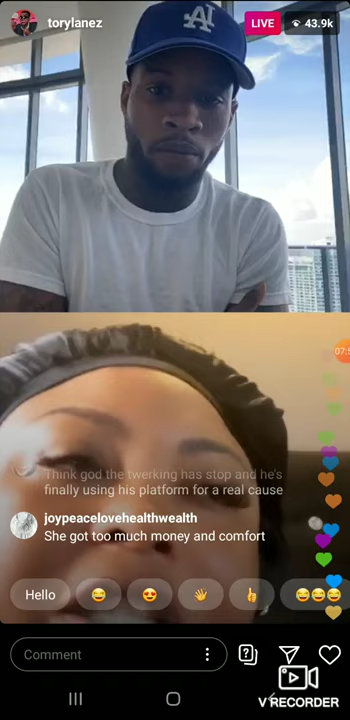 torylanez
LIVE
43.9k
LA
07:
Think god the twerking has stop and he's
finally using his platform for a real cause
joypeacelovehealthwealth
She got too much money and comfort
Hello
Comment
V RECORDER